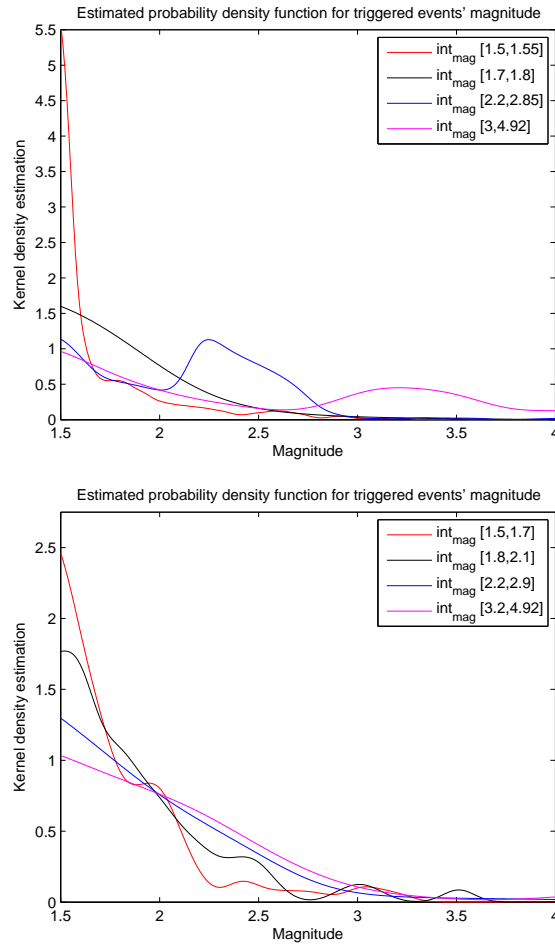 Estimated probability density function for triggered events' magnitude
5.5
5
4.5
4
3.5
3
2.5
2
1.5
1
0.5
0
Kernel density estimation
int_mag [1.5,1.55]
int_mag [1.7,1.8]
int_mag [2.2,2.85]
int_mag [3,4.92]
1.5 2 2.5 3 3.5 4
Magnitude
Estimated probability density function for triggered events' magnitude
2.5
2
1.5
1
0.5
0
Kernel density estimation
int_mag [1.5,1.7]
int_mag [1.8,2.1]
int_mag [2.2,2.9]
int_mag [3.2,4.92]
1.5 2 2.5 3 3.5 4
Magnitude